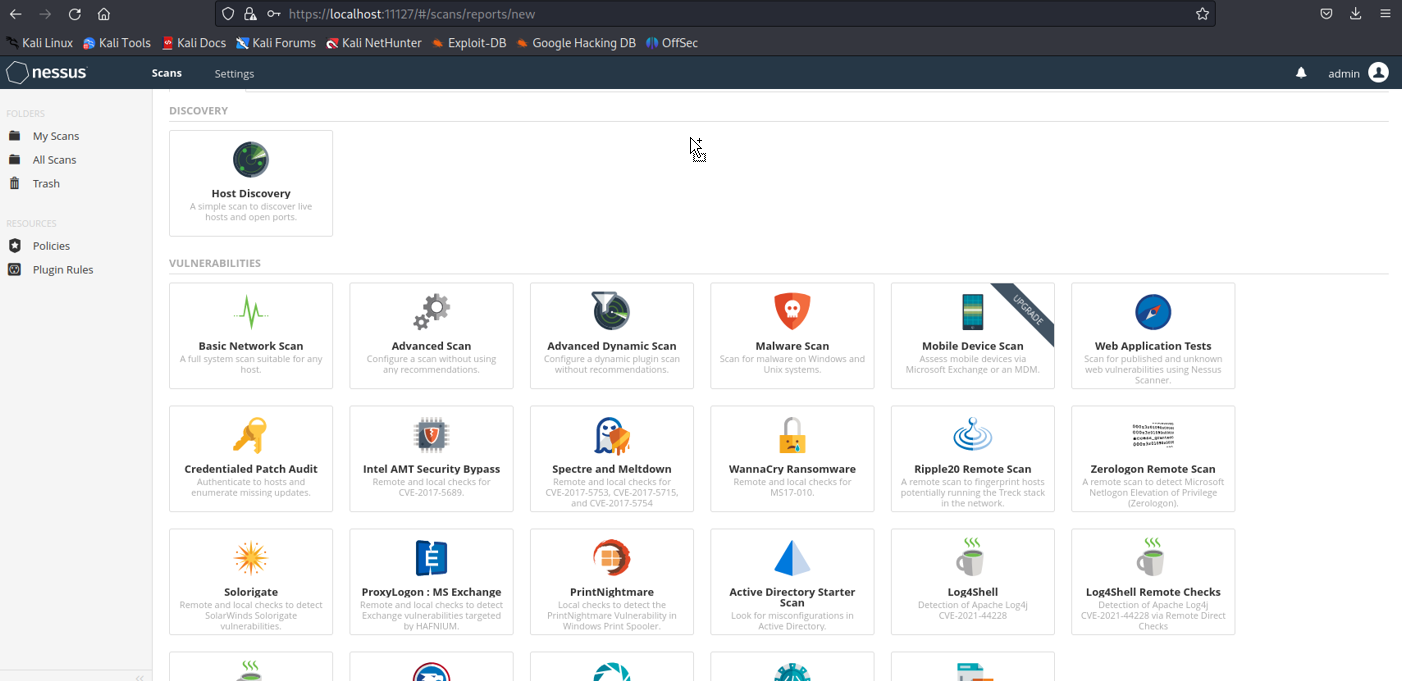 https://localhost:11127/#/scans/reports/new
Kali Linux Kali Tools Kali Docs Kali Forums Kali NetHunter Exploit-DB Google Hacking DB OffSec
nessus Scans Settings admin
FOLDERS
My Scans
All Scans
Trash
RESOURCES
Policies
Plugin Rules
DISCOVERY
Host Discovery
A simple scan to discover live
hosts and open ports.
VULNERABILITIES
Basic Network Scan
A full system scan suitable for any
host.
Advanced Scan
Configure a scan without using
any recommendations.
Advanced Dynamic Scan
Configure a dynamic plugin scan
without recommendations.
Malware Scan
Scan for malware on Windows and
Unix systems.
UPGRADE
Mobile Device Scan
Assess mobile devices via
Microsoft Exchange or an MDM.
Web Application Tests
Scan for published and unknown
web vulnerabilities using Nessus
Scanner.
Credentialed Patch Audit
Authenticate to hosts and
enumerate missing updates.
Intel AMT Security Bypass
Remote and local checks for
CVE-2017-5689.
Spectre and Meltdown
Remote and local checks for
CVE-2017-5753, CVE-2017-5715,
and CVE-2017-5754
WannaCry Ransomware
Remote and local checks for
MS17-010.
Ripple20 Remote Scan
A remote scan to fingerprint hosts
potentially running the Treck stack
in the network.
Zerologon Remote Scan
A remote scan to detect Microsoft
Netlogon Elevation of Privilege
(Zerologon).
Solorigate
Remote and local checks to detect
SolarWinds Solorigate
vulnerabilities.
ProxyLogon : MS Exchange
Remote and local checks to detect
Exchange vulnerabilities targeted
by HAFNIUM.
PrintNightmare
Local checks to detect the
PrintNightmare Vulnerability in
Windows Print Spooler.
Active Directory Starter
Scan
Look for misconfigurations in
Active Directory.
Log4Shell
Detection of Apache Log4j
CVE-2021-44228
Log4Shell Remote Checks
Detection of Apache Log4j
CVE-2021-44228 via Remote Direct
Checks